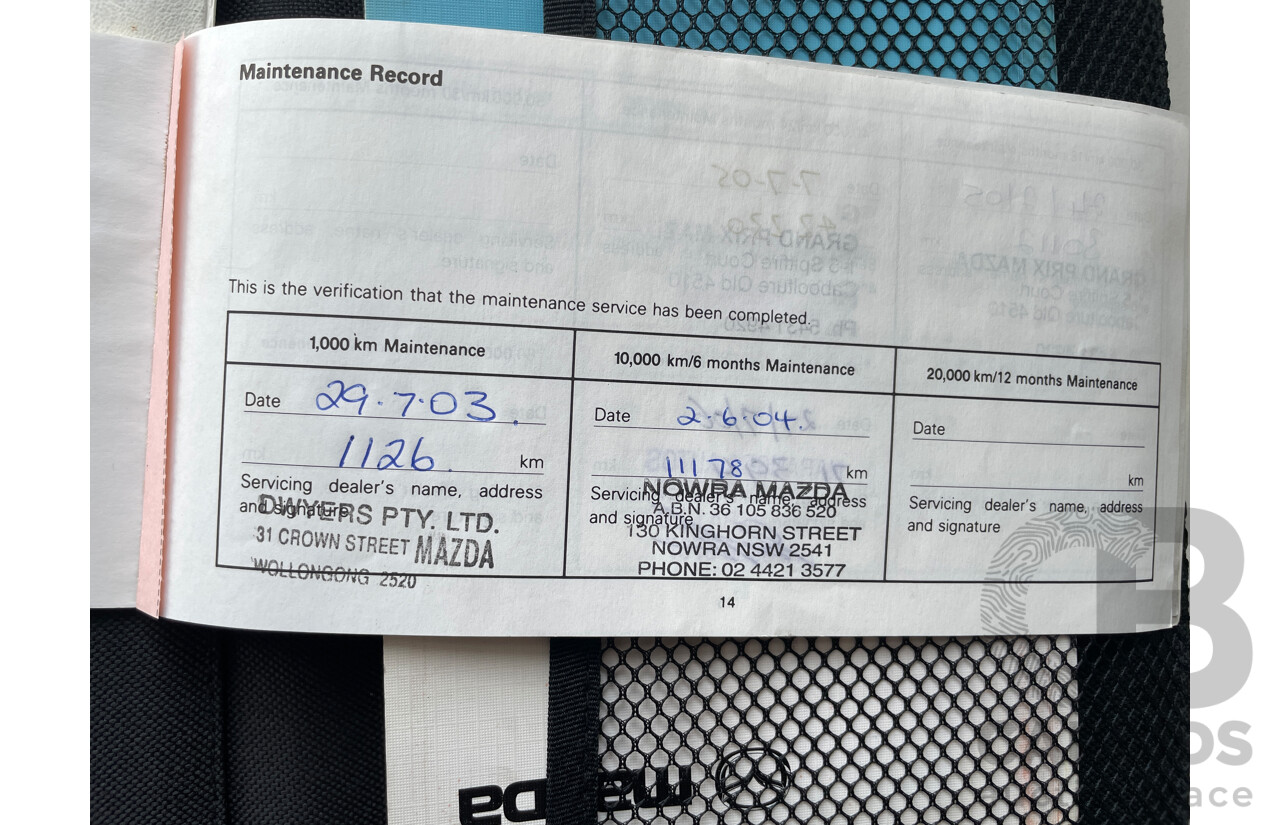 Maintenance Record
This is the verification that the maintenance service has been completed.
1,000 km Maintenance
Date 29.7.03.
1126. km
Servicing dealer's name, address
and signature
DWYERS PTY. LTD.
31 CROWN STREET MAZDA
WOLLONGONG 2520
10,000 km/6 months Maintenance
Date 2.6.04.
11178 km
Servicing dealer's name, address
and signature
NOWRA MAZDA
A.B.N. 36 105 836 520
130 KINGHORN STREET
NOWRA NSW 2541
PHONE: 02 4421 3577
20,000 km/12 months Maintenance
Date
km
Servicing dealer's name, address
and signature
14
mazDa